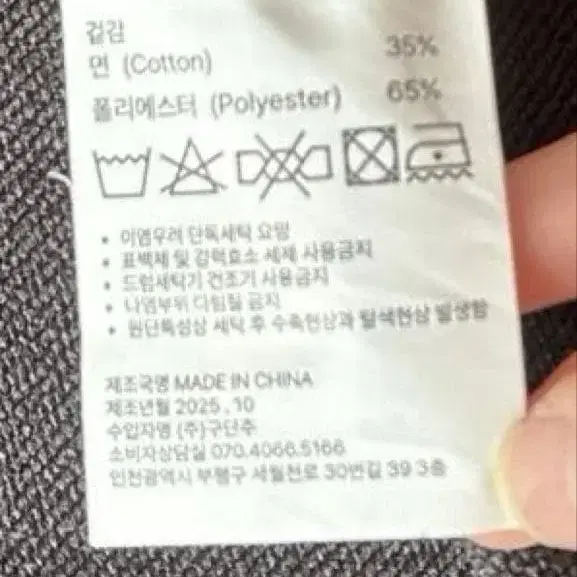 겉감
면 (Cotton) 35%
폴리에스터 (Polyester) 65%
• 이염우려 단독세탁 요망
• 표백제 및 강력효소 세제 사용금지
• 드럼세탁기 건조기 사용금지
• 나염부위 다림질 금지
• 원단특성상 세탁 후 수축현상과 탈색현상 발생함
제조국명 MADE IN CHINA
제조년월 2025 . 10
수입자명 (주)구단주
소비자상담실 070.4066.5166
인천광역시 부평구 세월천로 30번길 39 3층